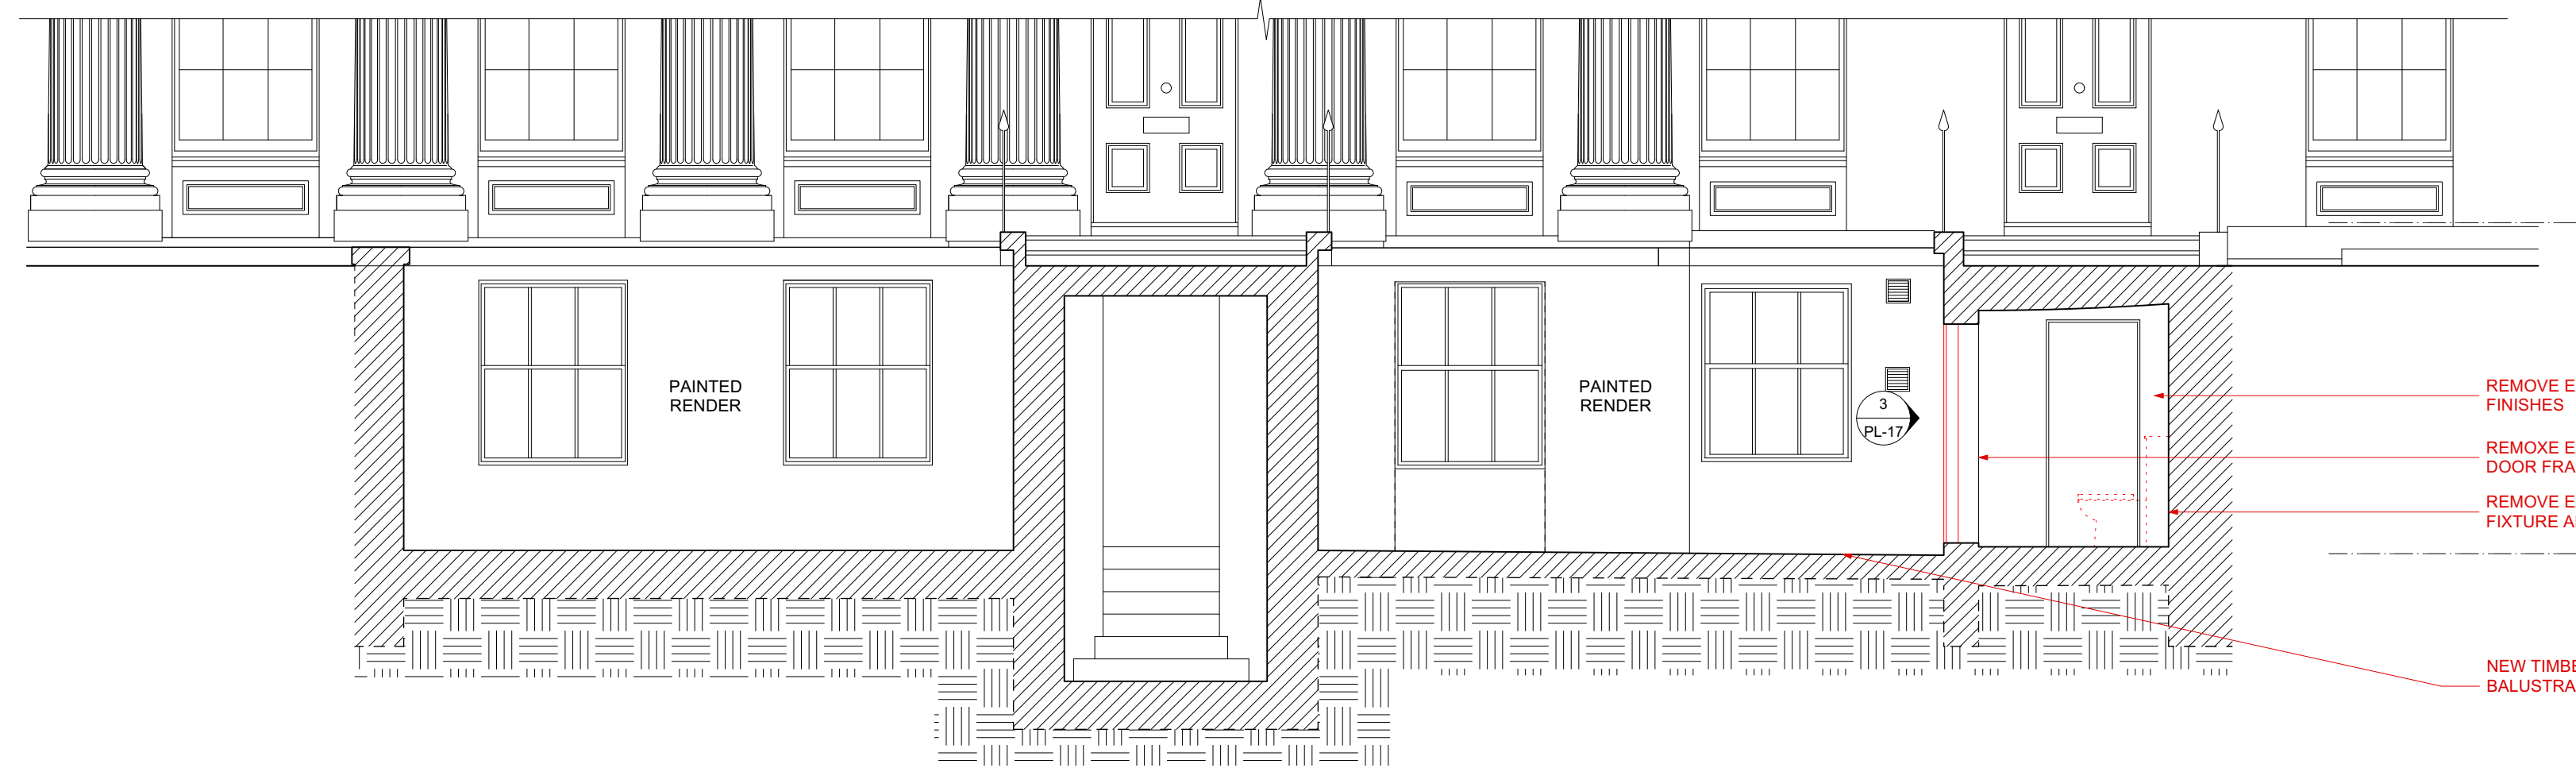 PAINTED
RENDER
PAINTED
RENDER
3
PL-17
REMOVE E
FINISHES
REMOXE E
DOOR FRA
REMOVE E
FIXTURE A
NEW TIMBE
BALUSTRA